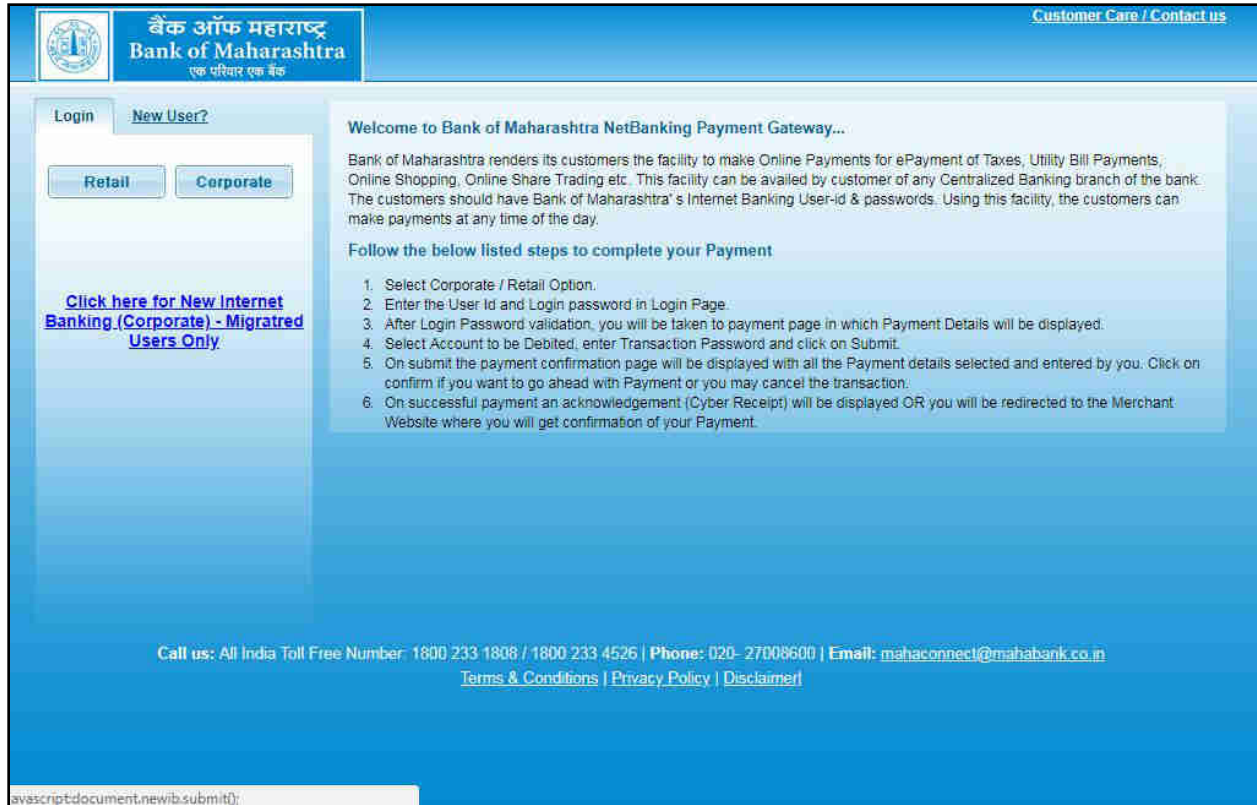 बैंक ऑफ महाराष्ट्र
Bank of Maharashtra
एक परिवार एक बैंक
Customer Care / Contact us
Login
New User?
Retail
Corporate
Click here for New Internet
Banking (Corporate) - Migratred
Users Only
Welcome to Bank of Maharashtra NetBanking Payment Gateway...
Bank of Maharashtra renders its customers the facility to make Online Payments for ePayment of Taxes, Utility Bill Payments,
Online Shopping, Online Share Trading etc. This facility can be availed by customer of any Centralized Banking branch of the bank.
The customers should have Bank of Maharashtra' s Internet Banking User-id & passwords. Using this facility, the customers can
make payments at any time of the day.
Follow the below listed steps to complete your Payment
1. Select Corporate / Retail Option.
2. Enter the User Id and Login password in Login Page.
3. After Login Password validation, you will be taken to payment page in which Payment Details will be displayed.
4. Select Account to be Debited, enter Transaction Password and click on Submit.
5. On submit the payment confirmation page will be displayed with all the Payment details selected and entered by you. Click on
confirm if you want to go ahead with Payment or you may cancel the transaction.
6. On successful payment an acknowledgement (Cyber Receipt) will be displayed OR you will be redirected to the Merchant
Website where you will get confirmation of your Payment.
Call us: All India Toll Free Number: 1800 233 1808 / 1800 233 4526 | Phone: 020- 27008600 | Email: mahaconnect@mahabank.co.in
Terms & Conditions | Privacy Policy | Disclaimer|
avascript:document.newib.submit();